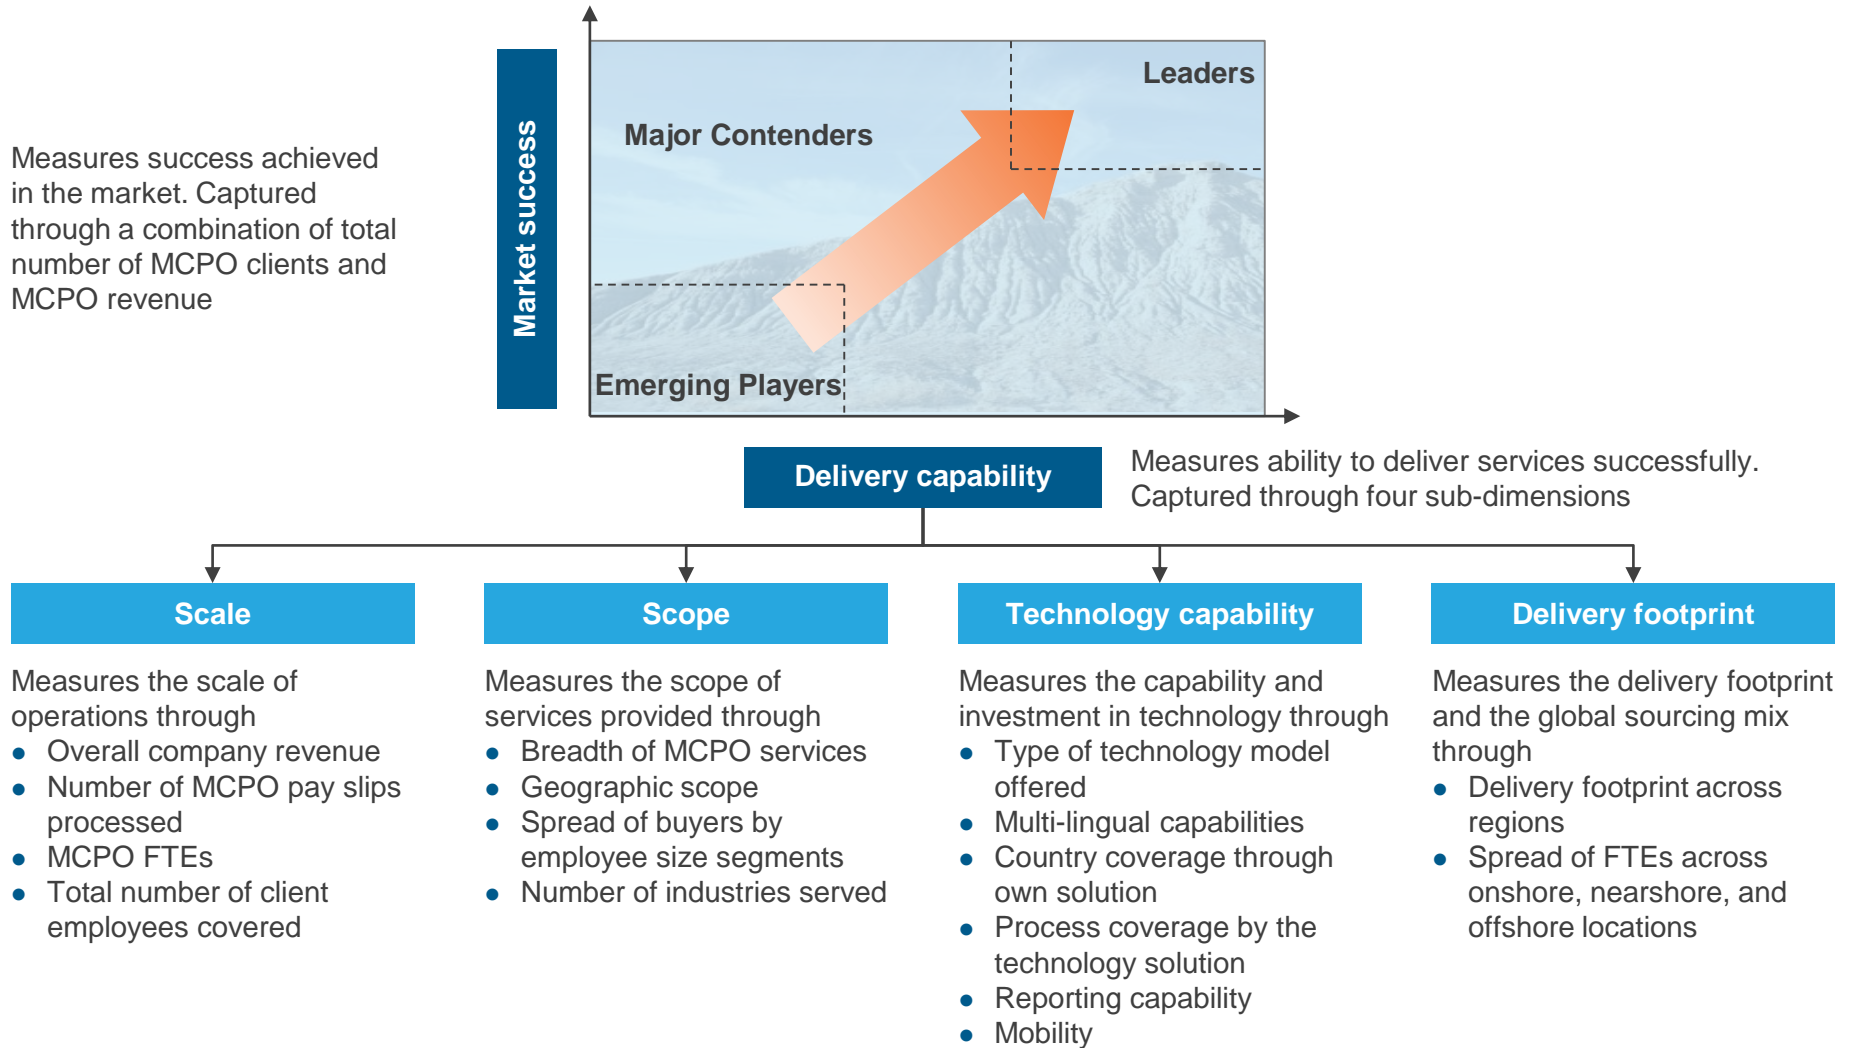 Leaders
Major Contenders
Emerging Players
Market success
Measures success achieved
in the market. Captured
through a combination of total
number of MCPO clients and
MCPO revenue
Delivery capability
Measures ability to deliver services successfully.
Captured through four sub-dimensions
Scale
Measures the scale of
operations through
● Overall company revenue
● Number of MCPO pay slips
processed
● MCPO FTEs
● Total number of client
employees covered
Scope
Measures the scope of
services provided through
● Breadth of MCPO services
● Geographic scope
● Spread of buyers by
employee size segments
● Number of industries served
Technology capability
Measures the capability and
investment in technology through
● Type of technology model
offered
● Multi-lingual capabilities
● Country coverage through
own solution
● Process coverage by the
technology solution
● Reporting capability
● Mobility
Delivery footprint
Measures the delivery footprint
and the global sourcing mix
through
● Delivery footprint across
regions
● Spread of FTEs across
onshore, nearshore, and
offshore locations